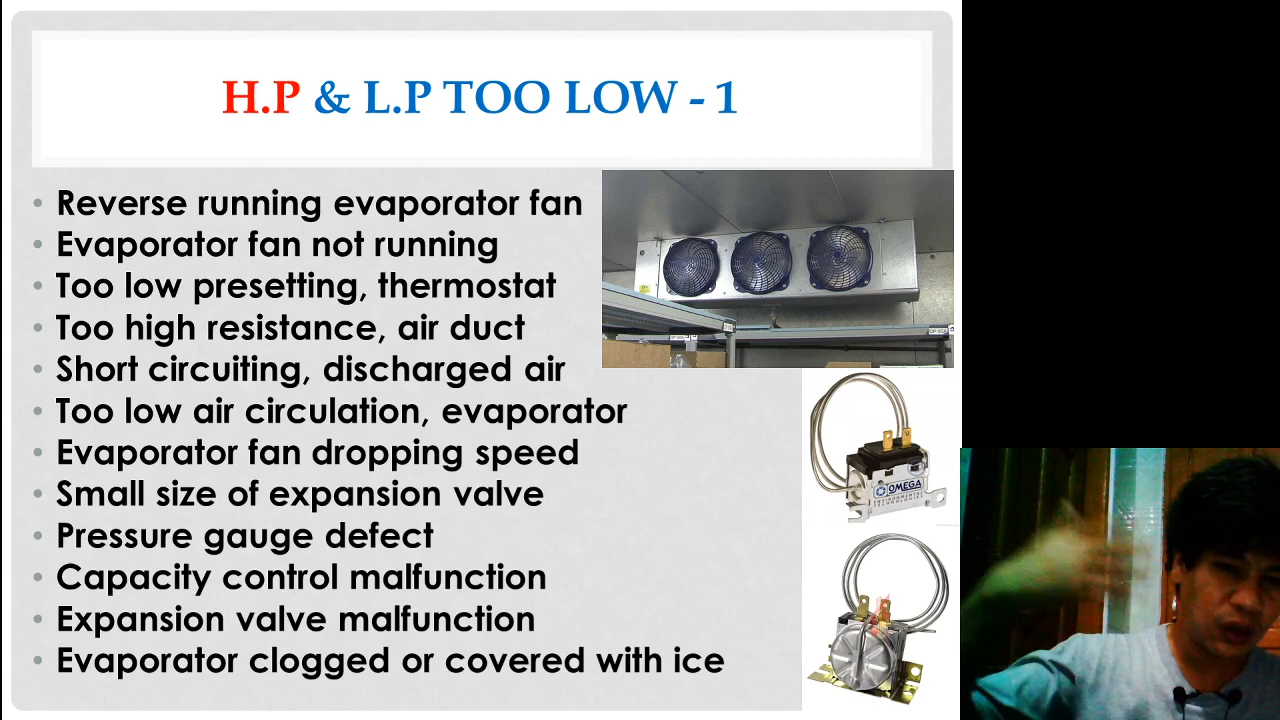 H.P & L.P TOO LOW - 1
• Reverse running evaporator fan
• Evaporator fan not running
• Too low presetting, thermostat
• Too high resistance, air duct
• Short circuiting, discharged air
• Too low air circulation, evaporator
• Evaporator fan dropping speed
• Small size of expansion valve
• Pressure gauge defect
• Capacity control malfunction
• Expansion valve malfunction
• Evaporator clogged or covered with ice
OMEGA
ENVIRONMENTAL
TECHNOLOGIES